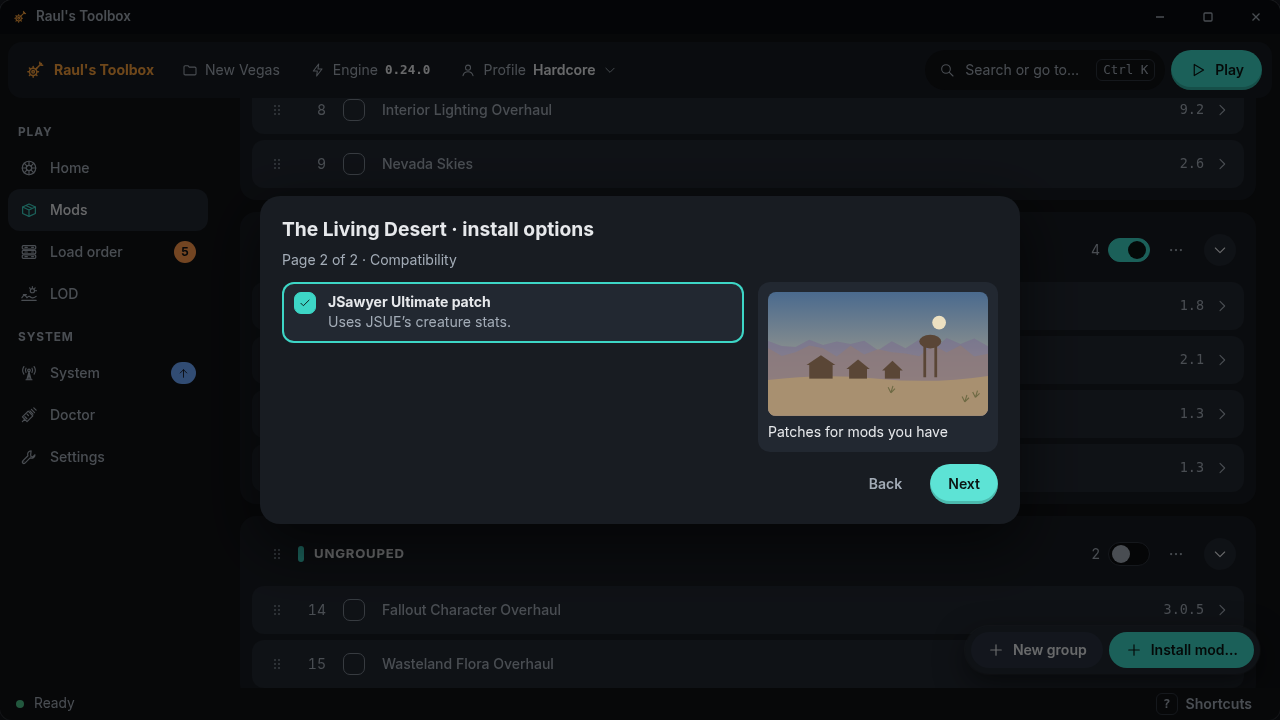 Raul's Toolbox
Raul's Toolbox
New Vegas
Engine 0.24.0
Profile Hardcore
Search or go to...
Ctrl K
Play
PLAY
Home
Mods
Load order 5
LOD
SYSTEM
System
Doctor
Settings
8 Interior Lighting Overhaul 9.2
9 Nevada Skies 2.6
4
1.8
2.1
1.3
1.3
The Living Desert · install options
Page 2 of 2 · Compatibility
JSawyer Ultimate patch
Uses JSUE's creature stats.
Patches for mods you have
Back
Next
UNGROUPED 2
14 Fallout Character Overhaul 3.0.5
15 Wasteland Flora Overhaul
New group
Install mod...
Ready
? Shortcuts